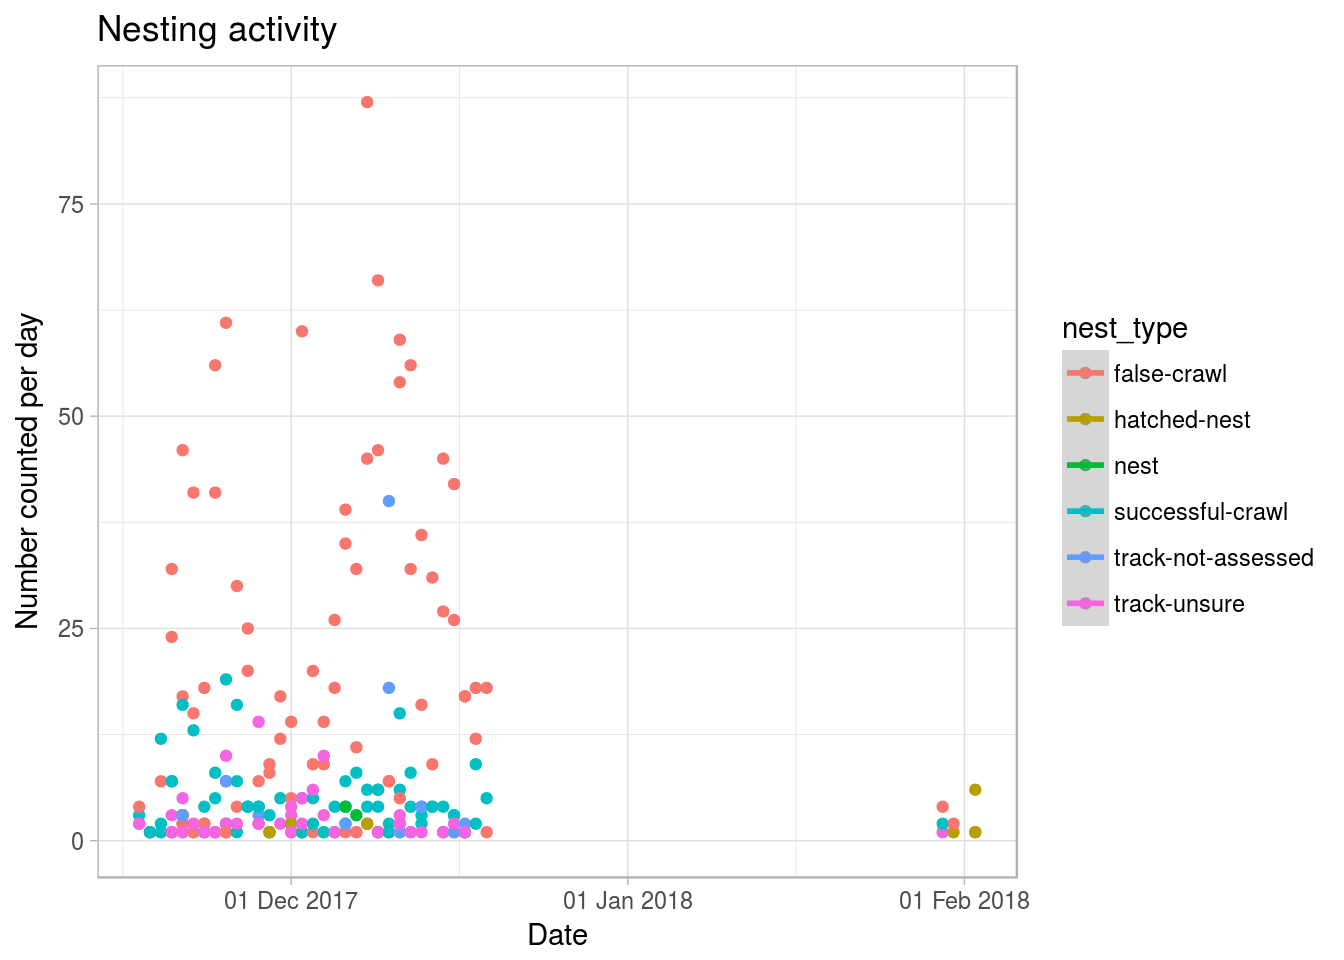 Nesting activity
Number counted per day
75
50
25
0
01 Dec 2017
01 Jan 2018
01 Feb 2018
Date
nest_type
false-crawl
hatched-nest
nest
successful-crawl
track-not-assessed
track-unsure